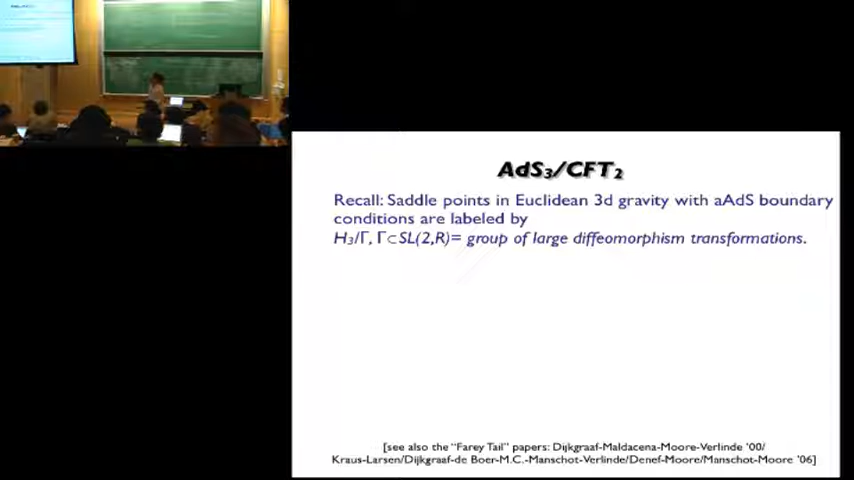 AdS₃/CFT₂
Recall: Saddle points in Euclidean 3d gravity with aAdS boundary
conditions are labeled by
H₃/Γ, Γ⊂SL(2,R)= group of large diffeomorphism transformations.
[see also the "Farey Tail" papers: Dijkgraaf-Maldacena-Moore-Verlinde '00/
Kraus-Larsen/Dijkgraaf-de Boer-M.C.-Manschot-Verlinde/Denef-Moore/Manschot-Moore '06]